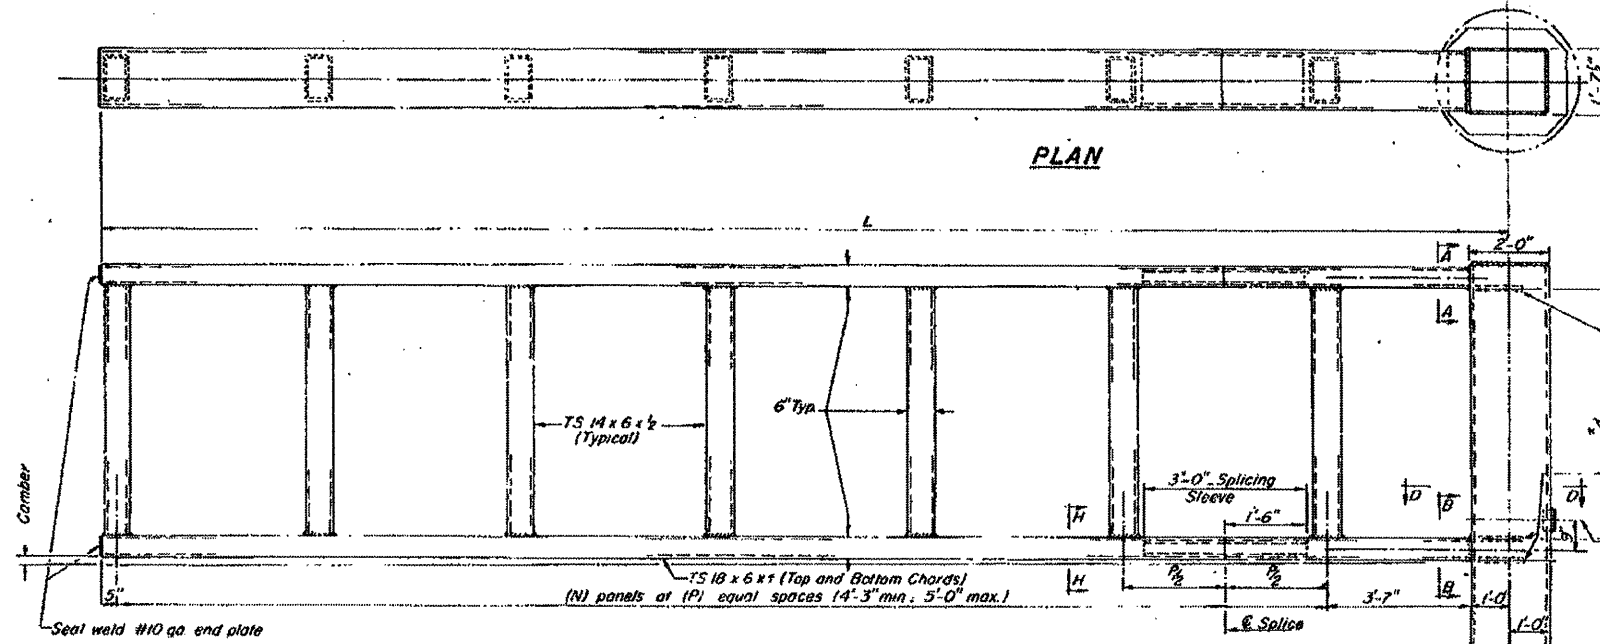 1'-7½"
PLAN
L
2'-0"
A
A
TS 14 x 6 x ½
(Typical)
6" Typ.
Camber
3'-0" Splicing
Sleeve
1'-6"
H
D
B
D
9"
TS 18 x 6 x t (Top and Bottom Chords)
H
P/2
P/2
B
5"
(N) panels at (P) equal spaces (4'-3" min; 5'-0" max.)
3'-7"
1'-0
1'-0"
℄ Splice
Seal weld #10 ga. end plate